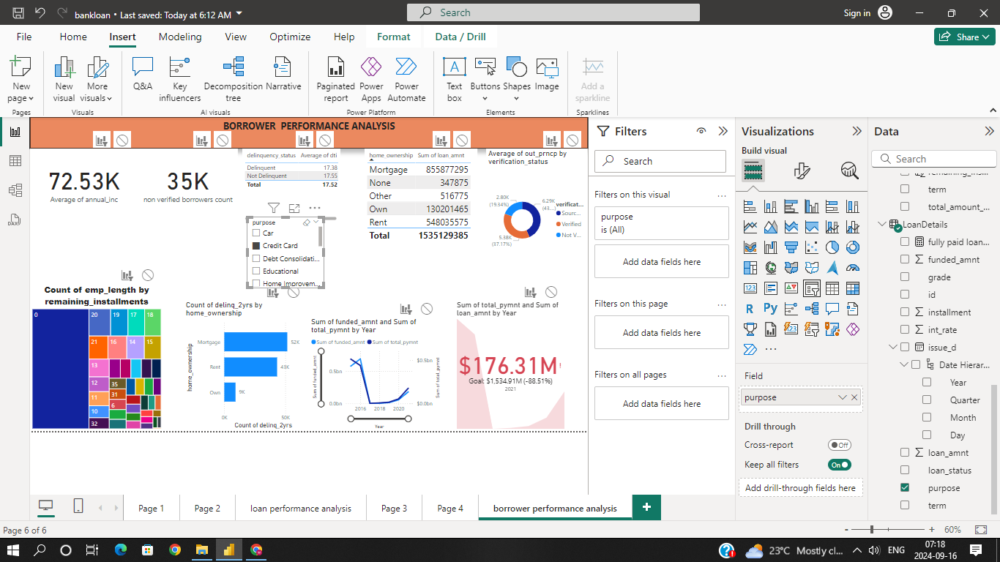 bankloan • Last saved: Today at 6:12 AM
Search
Sign in
File
Home
Insert
Modeling
View
Optimize
Help
Format
Data / Drill
Share
New page
New visual
More visuals
Q&A
Key influencers
Decomposition tree
Narrative
Paginated report
Power Apps
Power Automate
Text box
Buttons
Shapes
Image
Add a sparkline
Pages
Visuals
AI visuals
Power Platform
Elements
Sparklines
BORROWER PERFORMANCE ANALYSIS
72.53K
Average of annual_inc
35K
non verified borrowers count
delinquency_status Average of dti
Delinquent 17.38
Not Delinquent 17.55
Total 17.52
purpose
Car
Credit Card
Debt Consolidati...
Educational
Home Improvem...
home_ownership Sum of loan_amnt
Mortgage 855877295
None 347875
Other 516775
Own 130201465
Rent 548035575
Total 1535129385
Average of out_prncp by
verification_status
2.80K
(19.34%)
6.29K
(43....)
5.38K
(37.17%)
verificat...
Sourc...
Verified
Not V...
Count of emp_length by
remaining_installments
0
20 19 17 18
21 16 14 15
13
12
11
10
32
35
31
6
Count of delinq_2yrs by
home_ownership
home_ownership
Mortgage 52K
Rent 43K
Own 9K
0K 50K
Count of delinq_2yrs
Sum of funded_amnt and Sum of
total_pymnt by Year
Sum of funded_amnt Sum of total_pymnt
Sum of funded_amnt
0.5bn
0.0bn
$0.5bn
$0.0bn
Sum of total_pymnt
2016 2018 2020
Year
Sum of total_pymnt and Sum of
loan_amnt by Year
$176.31M!
Goal: $1,534.91M (-88.51%)
2021
Filters
Search
Filters on this visual ...
purpose
is (All)
Add data fields here
Filters on this page ...
Add data fields here
Filters on all pages ...
Add data fields here
Visualizations
Build visual
123
R
Py
123
...
Field
purpose
Drill through
Cross-report Off
Keep all filters On
Add drill-through fields here
Data
Search
remaining_ins...
term
total_amount_...
LoanDetails
fully paid loan...
funded_amnt
grade
id
installment
int_rate
issue_d
Date Hierar...
Year
Quarter
Month
Day
loan_amnt
loan_status
purpose
term
DAX
Page 1
Page 2
loan performance analysis
Page 3
Page 4
borrower performance analysis
+
Page 6 of 6
- + 60%
23°C Mostly cl...
ENG
07:18
2024-09-16